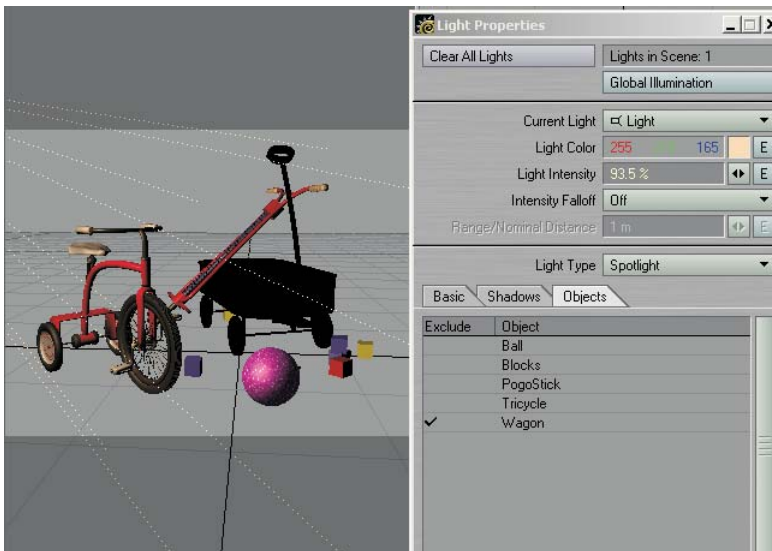 Light Properties
Clear All Lights
Lights in Scene: 1
Global Illumination
Current Light
Light
Light Color
255 165
E
Light Intensity
93.5 %
E
Intensity Falloff
Off
Range/Nominal Distance
1 m
E
Light Type
Spotlight
Basic Shadows Objects
Exclude Object
Ball
Blocks
PogoStick
Tricycle
Wagon